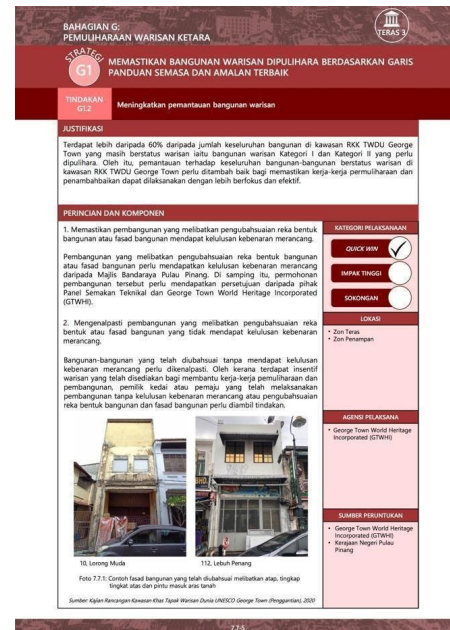 BAHAGIAN G:
PEMULIHARAAN WARISAN KETARA
TERAS 3
STRATEGI
G1
MEMASTIKAN BANGUNAN WARISAN DIPULIHARA BERDASARKAN GARIS
PANDUAN SEMASA DAN AMALAN TERBAIK
TINDAKAN
G1.2
Meningkatkan pemantauan bangunan warisan
JUSTIFIKASI
Terdapat lebih daripada 60% daripada jumlah keseluruhan bangunan di kawasan RKK TWDU George
Town yang masih berstatus warisan iaitu bangunan warisan Kategori I dan Kategori II yang perlu
dipulihara. Oleh itu, pemantauan terhadap keseluruhan bangunan-bangunan berstatus warisan di
kawasan RKK TWDU George Town perlu ditambah baik bagi memastikan kerja-kerja permuliharaan dan
penambahbaikan dapat dilaksanakan dengan lebih berfokus dan efektif.
PERINCIAN DAN KOMPONEN
1. Memastikan pembangunan yang melibatkan pengubahsuaian reka bentuk
bangunan atau fasad bangunan mendapat kelulusan kebenaran merancang.
Pembangunan yang melibatkan pengubahsuaian reka bentuk bangunan
atau fasad bangunan perlu mendapatkan kelulusan kebenaran merancang
daripada Majlis Bandaraya Pulau Pinang. Di samping itu, permohonan
pembangunan tersebut perlu mendapatkan persetujuan daripada pihak
Panel Semakan Teknikal dan George Town World Heritage Incorporated
(GTWHI).
2. Mengenalpasti pembangunan yang melibatkan pengubahsuaian reka
bentuk atau fasad bangunan yang tidak mendapat kelulusan kebenaran
merancang.
Bangunan-bangunan yang telah diubahsuai tanpa mendapat kelulusan
kebenaran merancang perlu dikenalpasti. Oleh kerana terdapat insentif
warisan yang telah disediakan bagi membantu kerja-kerja pemuliharaan dan
pembangunan, pemilik kedai atau pemaju yang telah melaksanakan
pembangunan tanpa kelulusan kebenaran merancang atau pengubahsuaian
reka bentuk bangunan dan fasad bangunan perlu diambil tindakan.
10, Lorong Muda
112, Lebuh Penang
Foto 7.7.1: Contoh fasad bangunan yang telah diubahsuai melibatkan atap, tingkap
tingkat atas dan pintu masuk aras tanah
Sumber: Kajian Rancangan Kawasan Khas Tapak Warisan Dunia UNESCO George Town (Penggantian), 2020
KATEGORI PELAKSANAAN
QUICK WIN
IMPAK TINGGI
SOKONGAN
LOKASI
• Zon Teras
• Zon Penampan
AGENSI PELAKSANA
• George Town World Heritage
Incorporated (GTWHI)
SUMBER PERUNTUKAN
• George Town World Heritage
Incorporated (GTWHI)
• Kerajaan Negeri Pulau
Pinang
7.7-5